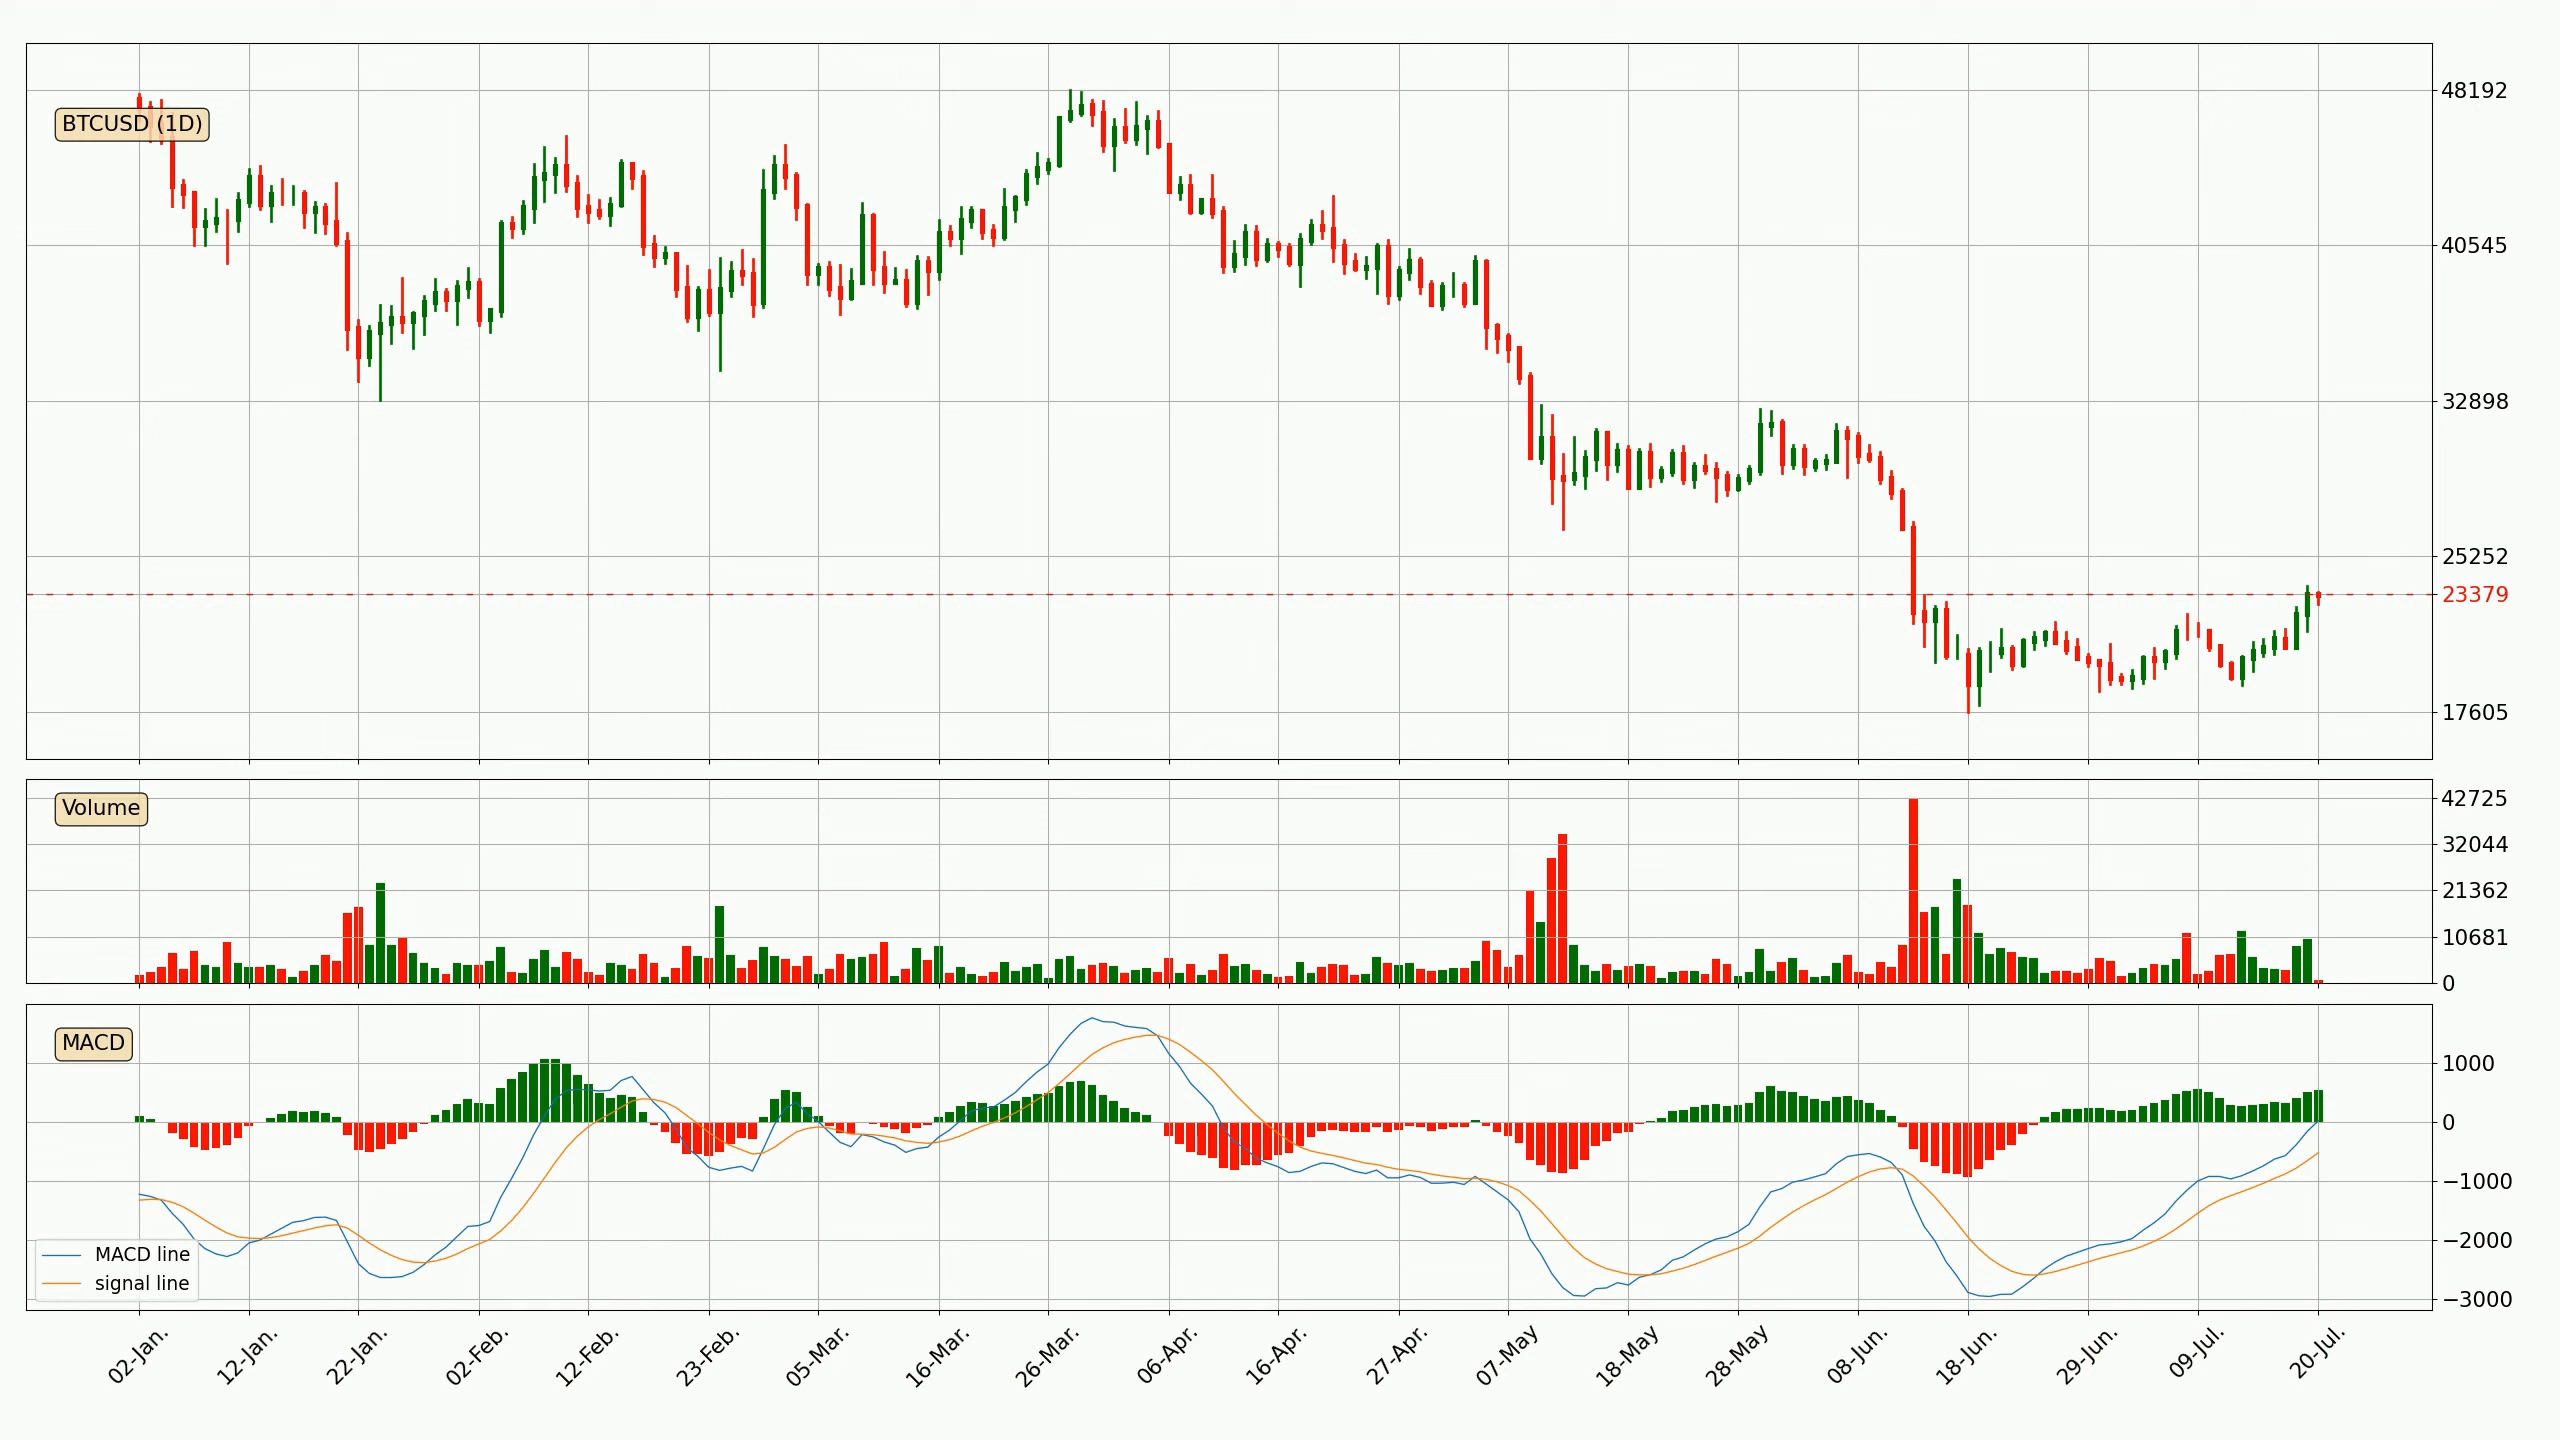 BTCUSD (1D)
48192
40545
32898
25252
23379
17605
Volume
42725
32044
21362
10681
0
MACD
1000
0
−1000
−2000
−3000
MACD line
signal line
02-Jan.
12-Jan.
22-Jan.
02-Feb.
12-Feb.
23-Feb.
05-Mar.
16-Mar.
26-Mar.
06-Apr.
16-Apr.
27-Apr.
07-May
18-May
28-May
08-Jun.
18-Jun.
29-Jun.
09-Jul.
20-Jul.